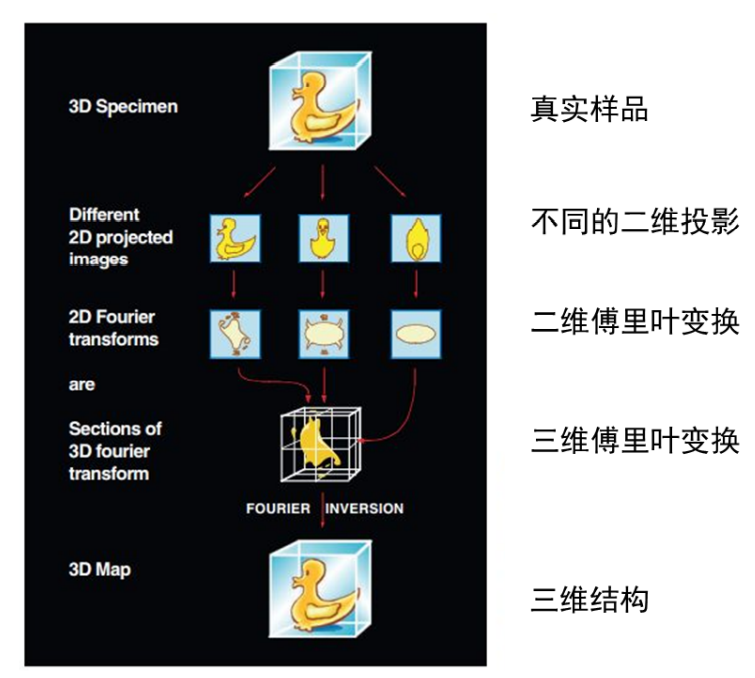 3D Specimen
真实样品
Different
2D projected
images
不同的二维投影
2D Fourier
transforms
二维傅里叶变换
are
Sections of
3D fourier
transform
三维傅里叶变换
FOURIER INVERSION
3D Map
三维结构